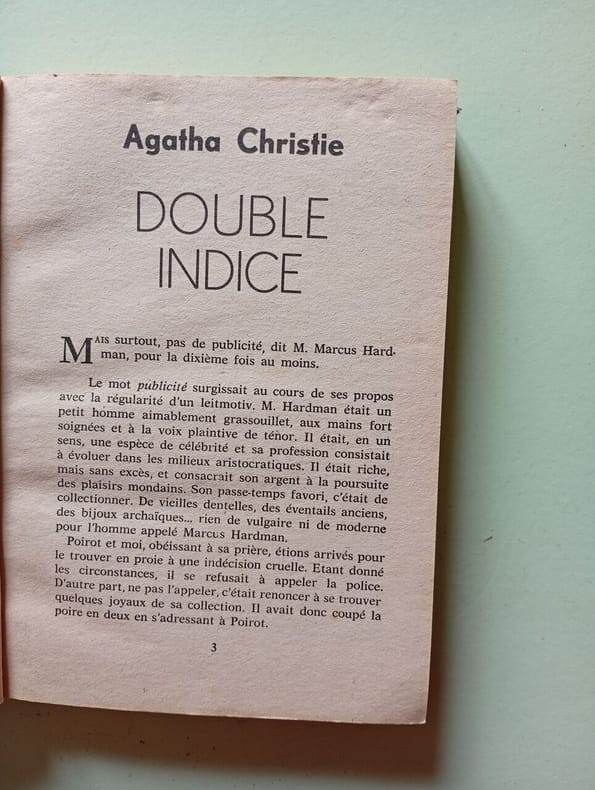 Agatha Christie
DOUBLE
INDICE
MAIS surtout, pas de publicité, dit M. Marcus Hard-
man, pour la dixième fois au moins.
Le mot publicité surgissait au cours de ses propos
avec la régularité d'un leitmotiv. M. Hardman était un
petit homme aimablement grassouillet, aux mains fort
soignées et à la voix plaintive de ténor. Il était, en un
sens, une espèce de célébrité et sa profession consistait
à évoluer dans les milieux aristocratiques. Il était riche,
mais sans excès, et consacrait son argent à la poursuite
des plaisirs mondains. Son passe-temps favori, c'était de
collectionner. De vieilles dentelles, des éventails anciens,
des bijoux archaïques... rien de vulgaire ni de moderne
pour l'homme appelé Marcus Hardman.
Poirot et moi, obéissant à sa prière, étions arrivés pour
le trouver en proie à une indécision cruelle. Etant donné
les circonstances, il se refusait à appeler la police.
D'autre part, ne pas l'appeler, c'était renoncer à se trouver
quelques joyaux de sa collection. Il avait donc coupé la
poire en deux en s'adressant à Poirot.
3